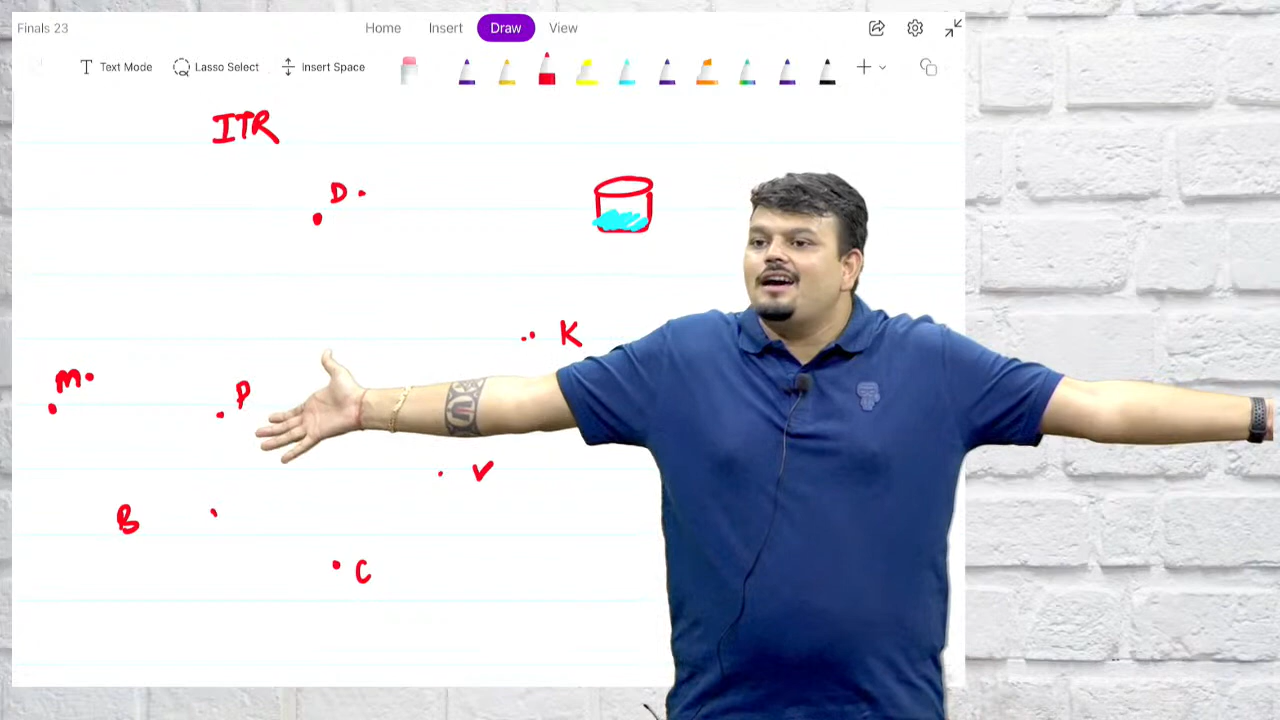 Finals 23
Home Insert Draw View
Text Mode Lasso Select Insert Space
ITR
D
K
M
P
V
B
C